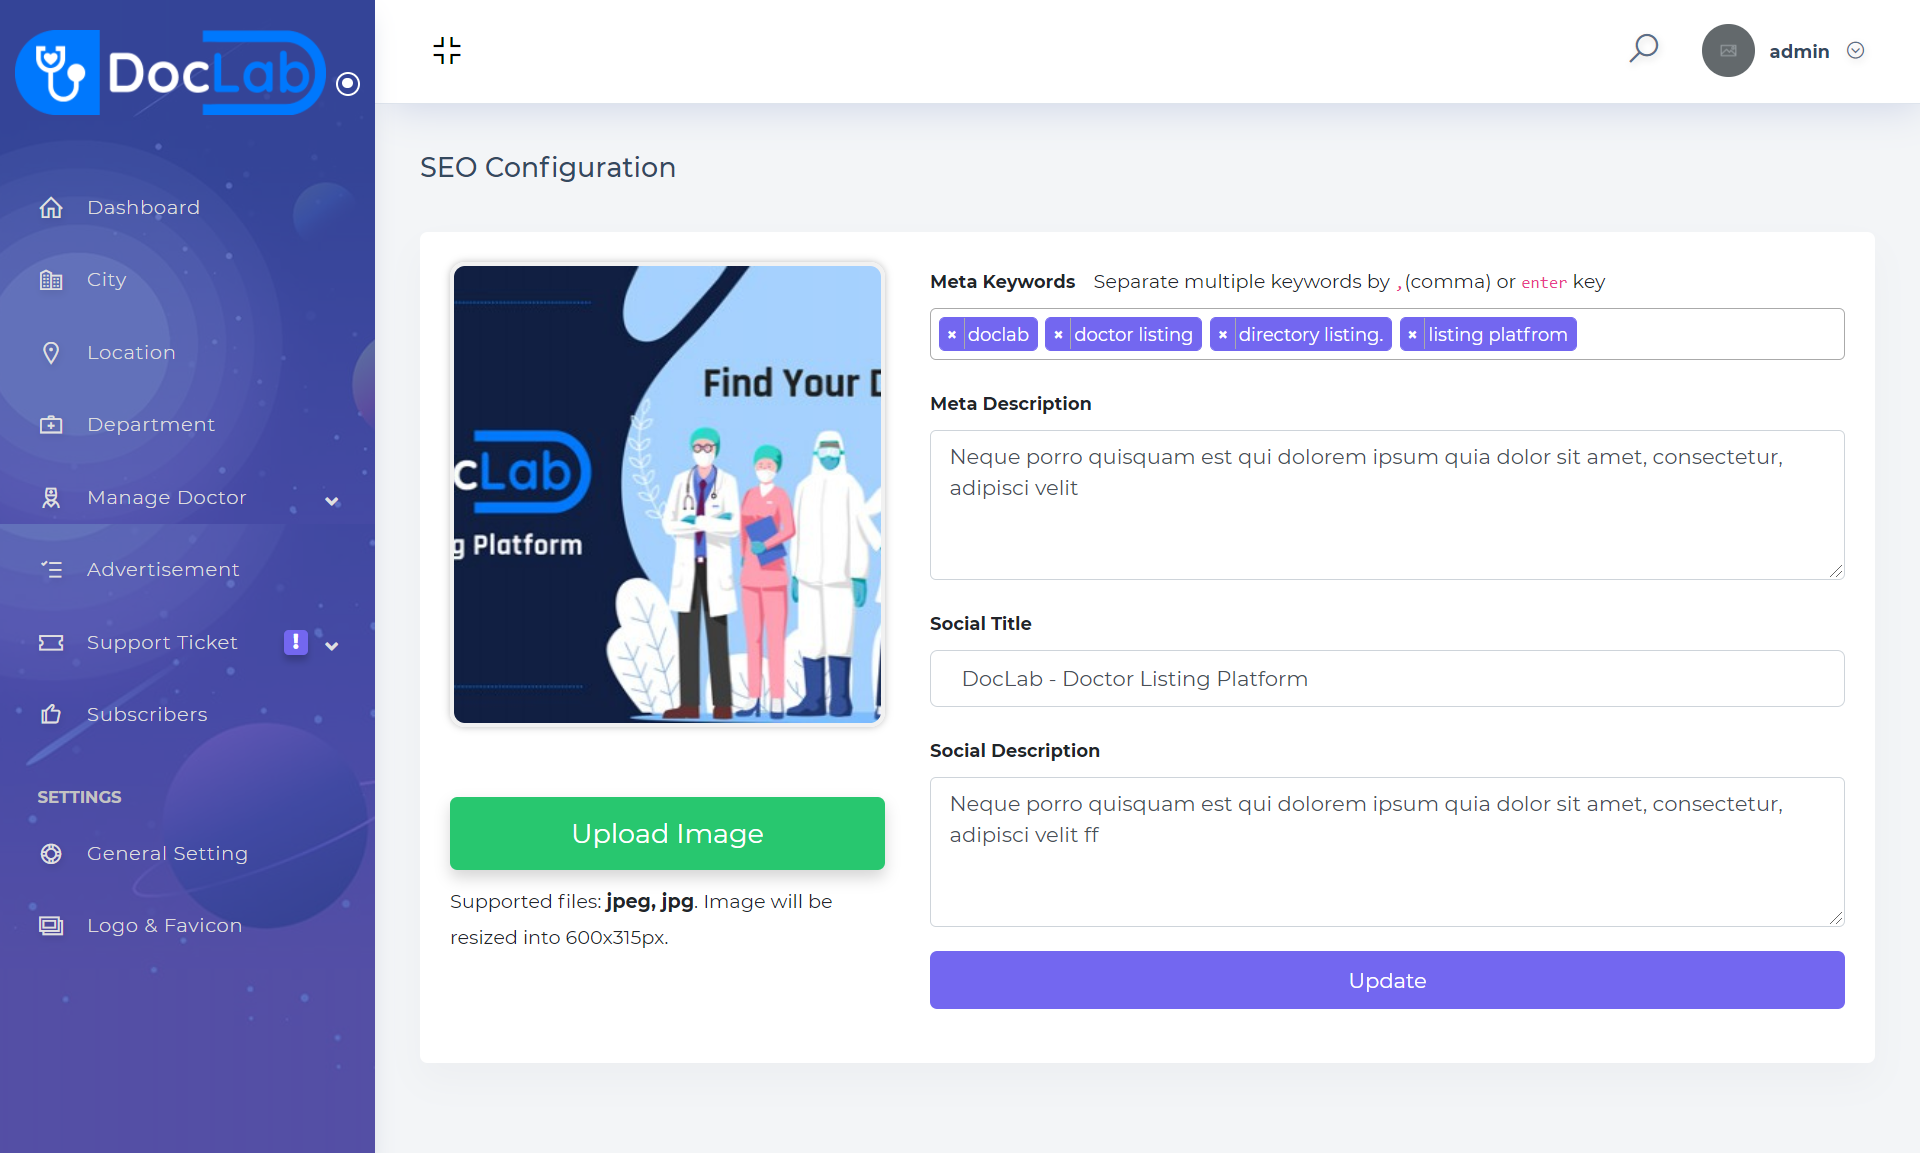 DocLab
admin
SEO Configuration
Dashboard
City
Location
Department
Manage Doctor
Advertisement
Support Ticket !
Subscribers
SETTINGS
General Setting
Logo & Favicon
Find Your D
cLab
g Platform
Upload Image
Supported files: jpeg, jpg. Image will be
resized into 600x315px.
Meta Keywords Separate multiple keywords by ,(comma) or enter key
× doclab × doctor listing × directory listing. × listing platfrom
Meta Description
Neque porro quisquam est qui dolorem ipsum quia dolor sit amet, consectetur,
adipisci velit
Social Title
DocLab - Doctor Listing Platform
Social Description
Neque porro quisquam est qui dolorem ipsum quia dolor sit amet, consectetur,
adipisci velit ff
Update